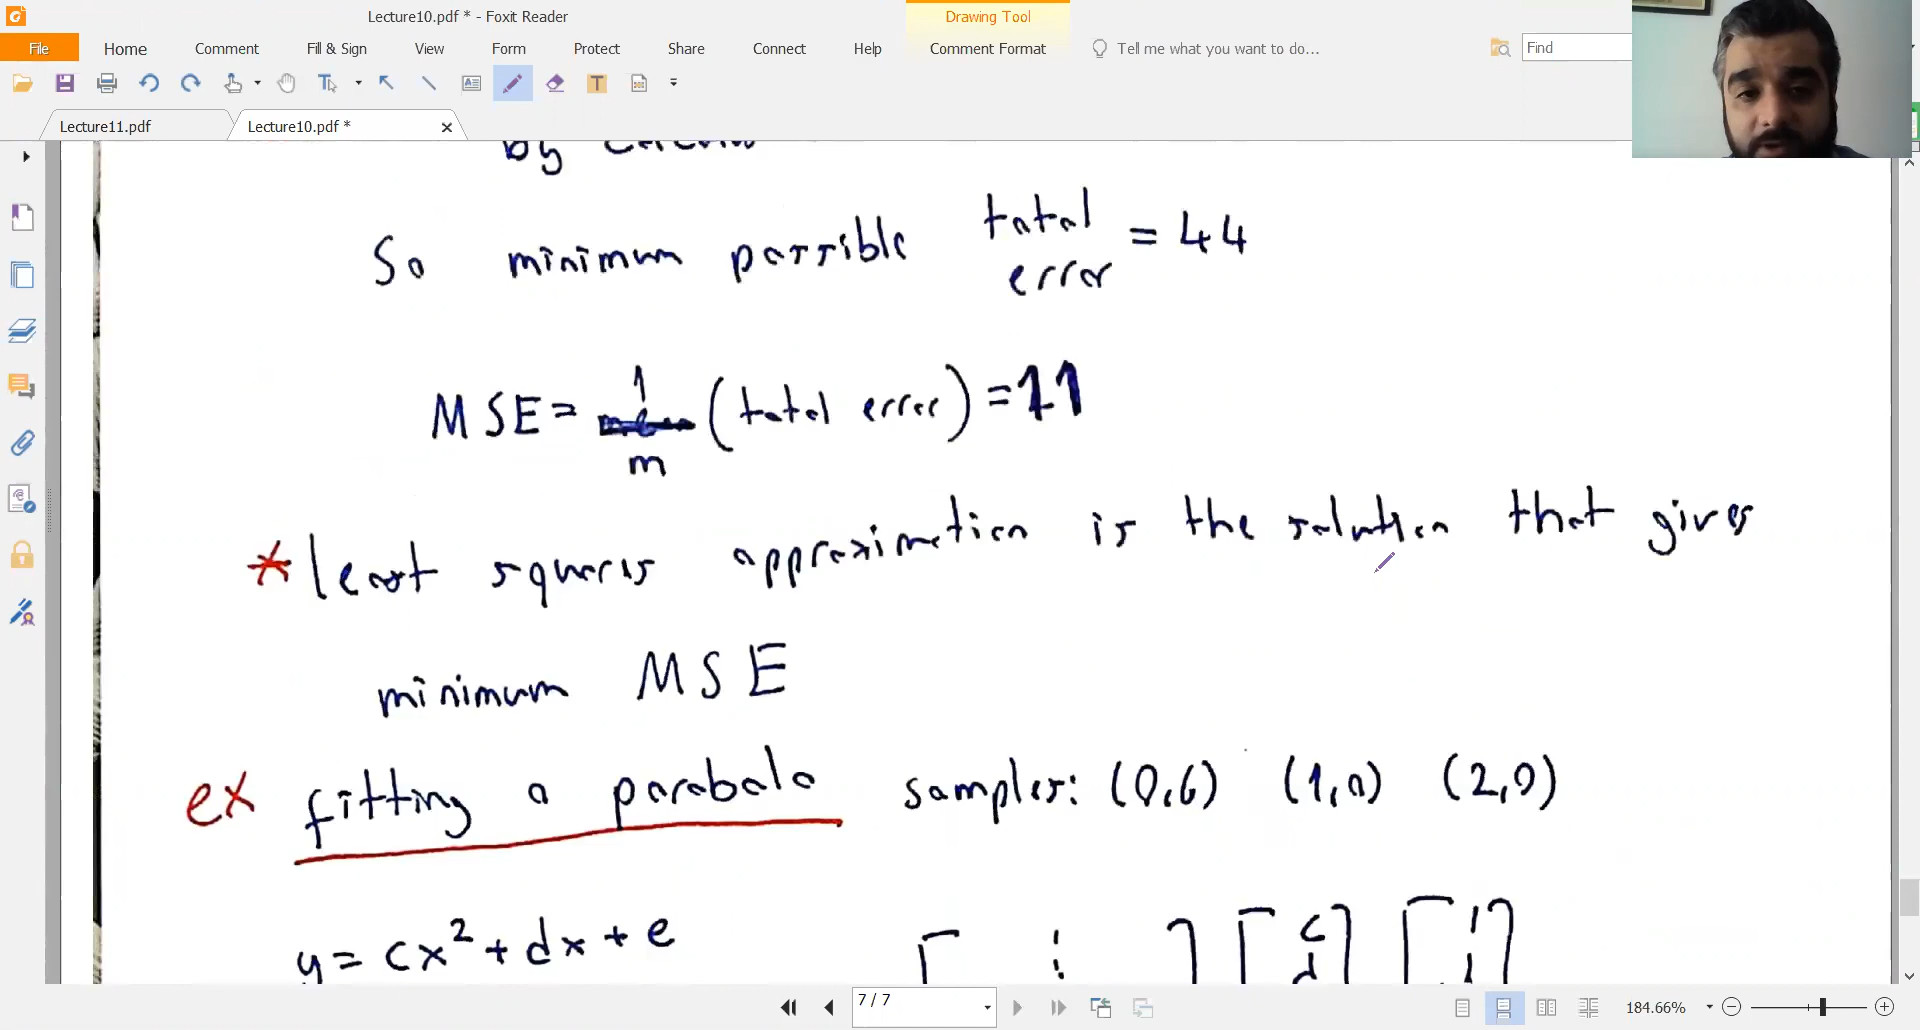 Lecture10.pdf * - Foxit Reader
Drawing Tool
File Home Comment Fill & Sign View Form Protect Share Connect Help Comment Format Tell me what you want to do... Find
Lecture11.pdf Lecture10.pdf *
So minimum possible total error = 44
MSE = 1/m (total error) = 11
* least squares approximation is the solution that gives
minimum MSE
ex fitting a parabola samples: (0,6) (1,0) (2,0)
y = cx² + dx + e [ ⋮ ] [ c d ] [ ]
7 / 7 184.66%